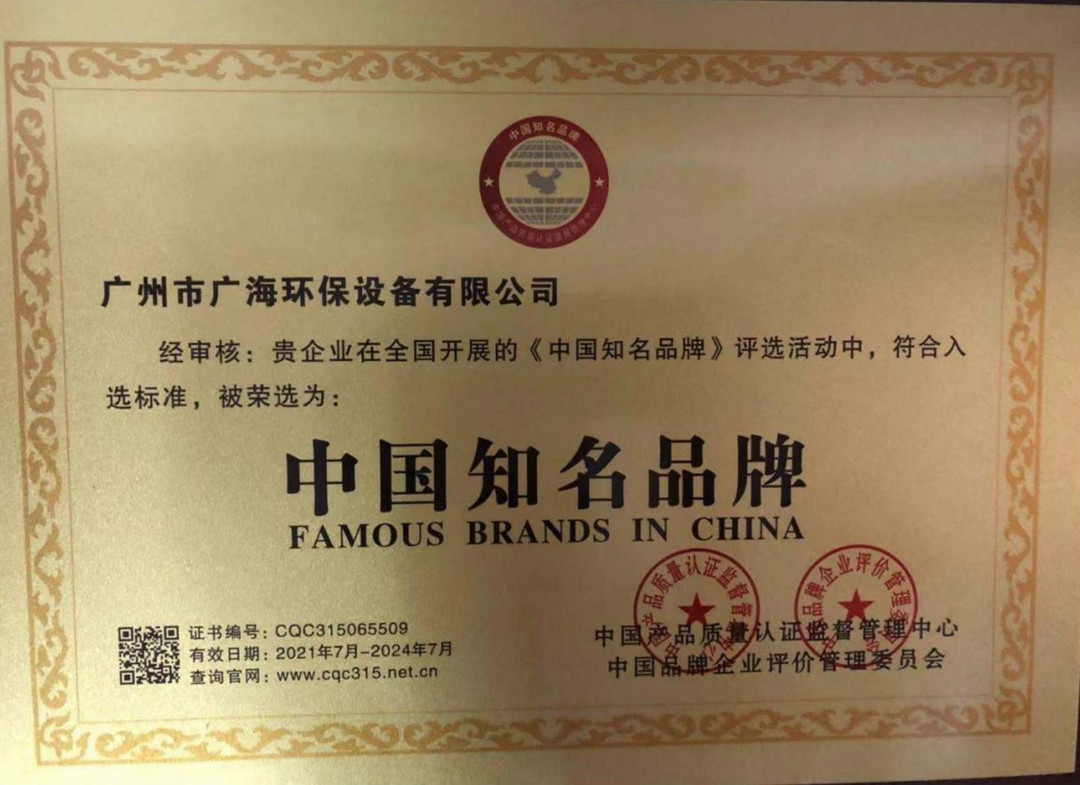 中国知名品牌
广州市广海环保设备有限公司
经审核：贵企业在全国开展的《中国知名品牌》评选活动中，符合入
选标准，被荣选为：
中国知名品牌
FAMOUS BRANDS IN CHINA
证书编号：CQC315065509
有效日期：2021年7月-2024年7月
查询官网：www.cqc315.net.cn
中国产品质量认证监督管理中心
中国品牌企业评价管理委员会